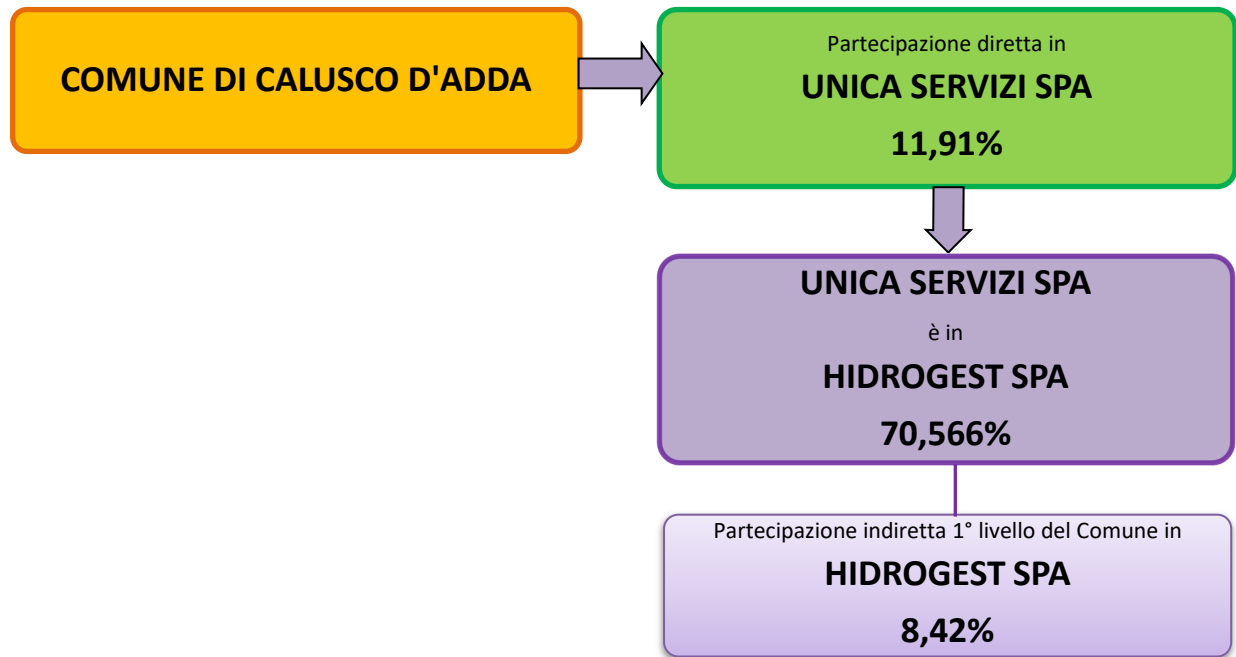 COMUNE DI CALUSCO D'ADDA
Partecipazione diretta in
UNICA SERVIZI SPA
11,91%
UNICA SERVIZI SPA
è in
HIDROGEST SPA
70,566%
Partecipazione indiretta 1° livello del Comune in
HIDROGEST SPA
8,42%